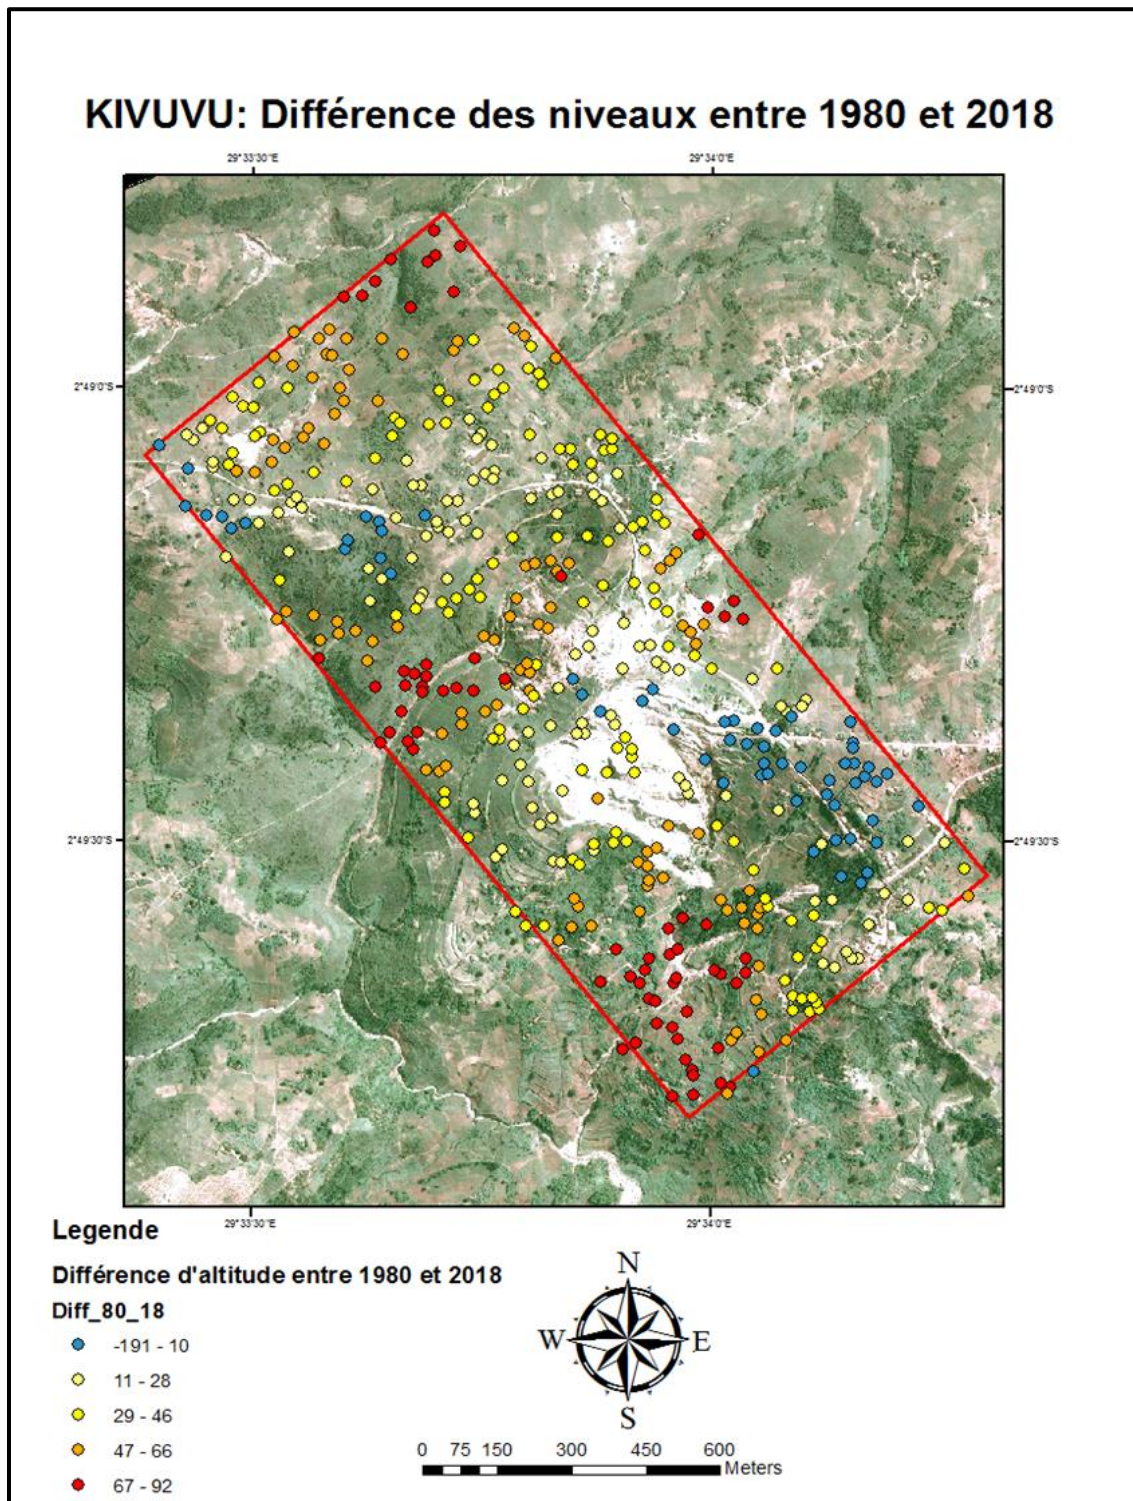 KIVUVU: Différence des niveaux entre 1980 et 2018
29°33'30"E 29°34'0"E
2°49'0"S 2°49'0"S
2°49'30"S 2°49'30"S
29°33'30"E 29°34'0"E
Legende
Différence d'altitude entre 1980 et 2018
Diff_80_18
-191 - 10
11 - 28
29 - 46
47 - 66
67 - 92
N
W E
S
0 75 150 300 450 600
Meters